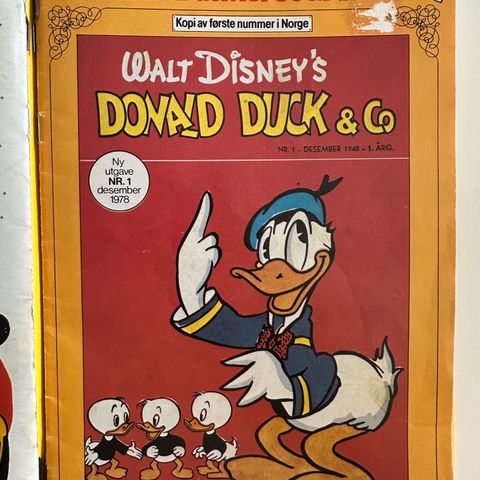 Kopi av første nummer i Norge
WALT DISNEY'S
DONALD DUCK & Co
NR. 1 - DESEMBER 1948 - 1. ÅRG.
Ny
utgave
NR. 1
desember
1978